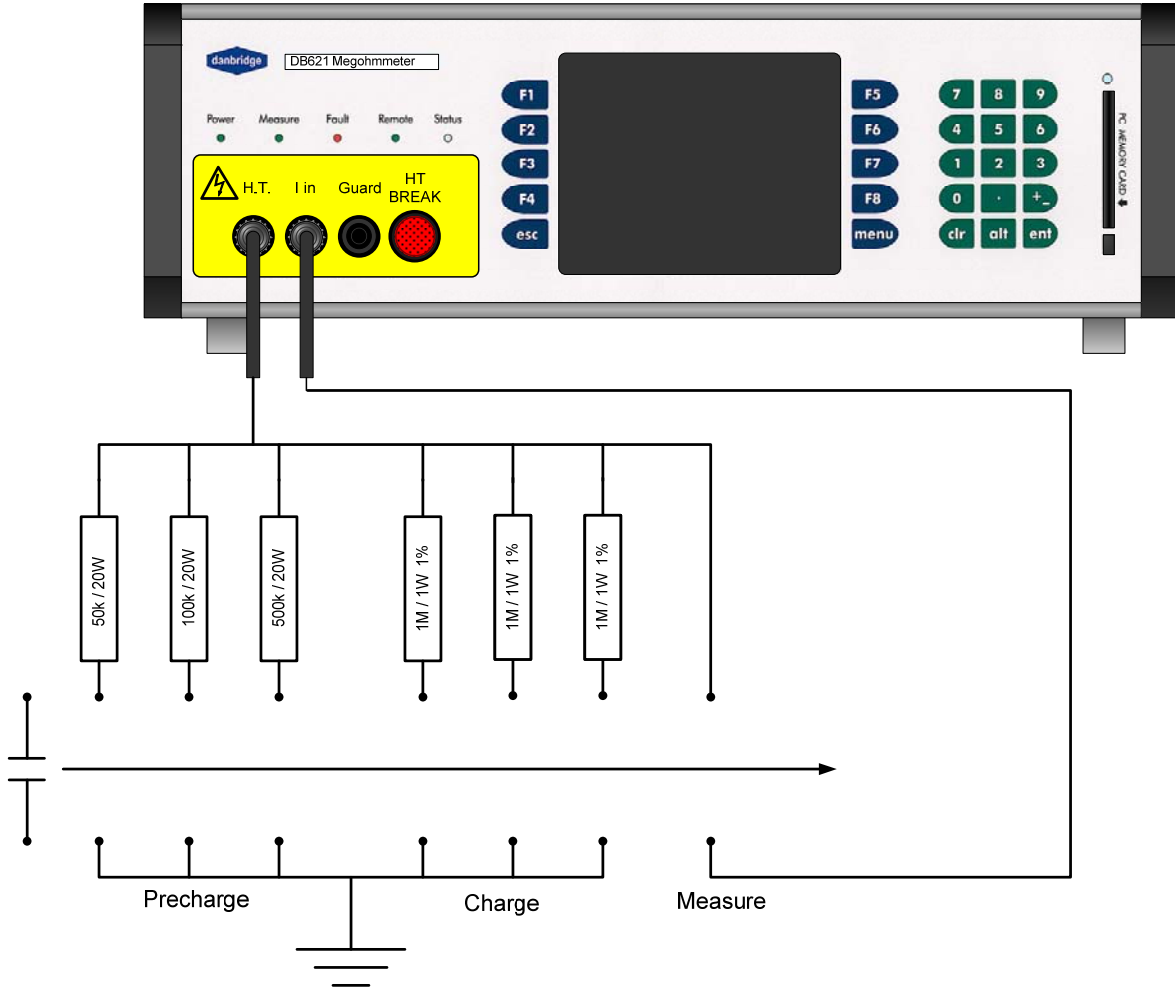 danbridge
DB621 Megohmmeter
Power Measure Fault Remote Status
H.T. I in Guard HT BREAK
F1
F2
F3
F4
esc
F5
F6
F7
F8
menu
7 8 9
4 5 6
1 2 3
0 . +_
clr alt ent
PC MEMORY CARD
50k / 20W
100k / 20W
500k / 20W
1M / 1W 1%
1M / 1W 1%
1M / 1W 1%
Precharge
Charge
Measure